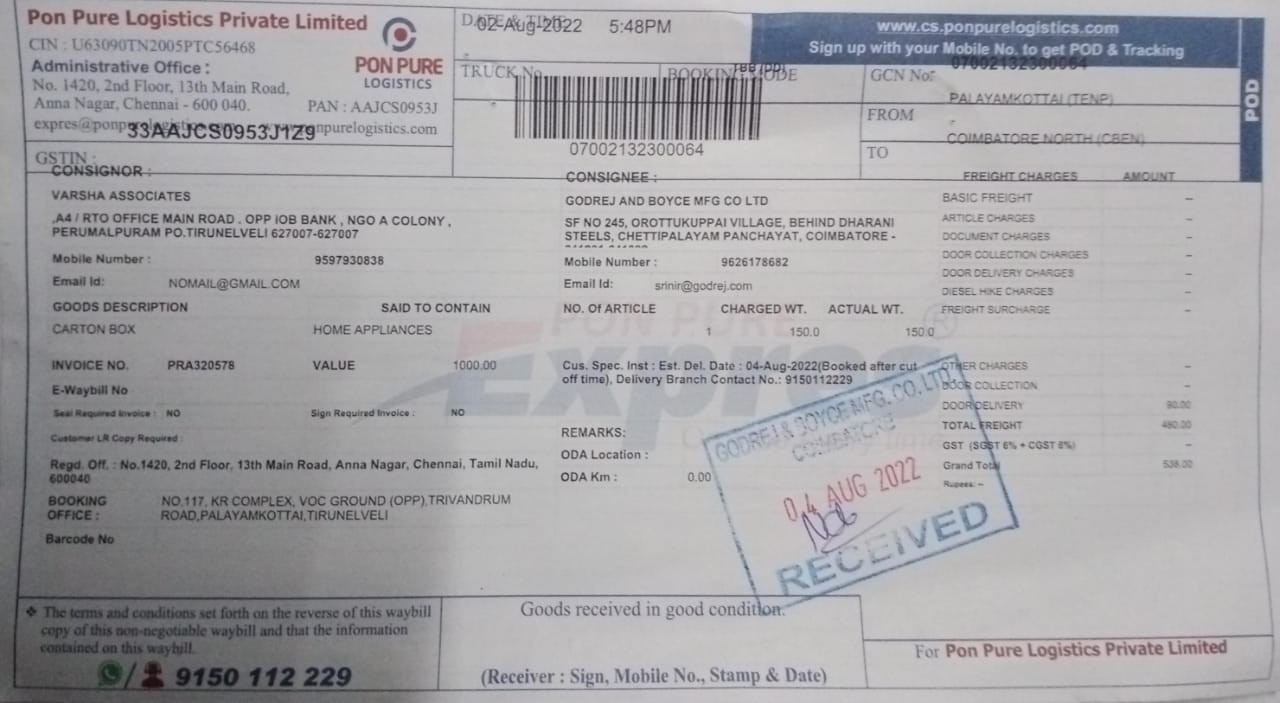 Pon Pure Logistics Private Limited
CIN : U63090TN2005PTC56468
Administrative Office :
No. 1420, 2nd Floor, 13th Main Road,
Anna Nagar, Chennai - 600 040.
PAN : AAJCS0953J
33AAJCS0953J1Z9
GSTIN :
PON PURE
LOGISTICS
DATE & TIME
02-Aug-2022 5:48PM
TRUCK No.
BOOKING MODE
07002132300064
www.cs.ponpurelogistics.com
Sign up with your Mobile No. to get POD & Tracking
GCN No:
07002132300064
PALAYAMKOTTAI (TENP)
FROM
COIMBATORE NORTH (CBEN)
TO
POD
CONSIGNOR :
VARSHA ASSOCIATES
,A4 / RTO OFFICE MAIN ROAD . OPP IOB BANK , NGO A COLONY ,
PERUMALPURAM PO.TIRUNELVELI 627007-627007
Mobile Number : 9597930838
Email Id: NOMAIL@GMAIL.COM
CONSIGNEE :
GODREJ AND BOYCE MFG CO LTD
SF NO 245, OROTTUKUPPAI VILLAGE, BEHIND DHARANI
STEELS, CHETTIPALAYAM PANCHAYAT, COIMBATORE -
Mobile Number : 9626178682
Email Id: srinir@godrej.com
GOODS DESCRIPTION SAID TO CONTAIN NO. Of ARTICLE CHARGED WT. ACTUAL WT.
CARTON BOX HOME APPLIANCES 1 150.0 150.0
INVOICE NO. PRA320578 VALUE 1000.00
E-Waybill No
Seal Required Invoice : NO Sign Required Invoice : NO
Customer LR Copy Required :
Regd. Off. : No.1420, 2nd Floor, 13th Main Road, Anna Nagar, Chennai, Tamil Nadu,
600040
BOOKING NO.117, KR COMPLEX, VOC GROUND (OPP),TRIVANDRUM
OFFICE : ROAD,PALAYAMKOTTAI,TIRUNELVELI
Barcode No
Cus. Spec. Inst : Est. Del. Date : 04-Aug-2022(Booked after cut
off time), Delivery Branch Contact No.: 9150112229
REMARKS:
ODA Location :
ODA Km : 0.00
FREIGHT CHARGES AMOUNT
BASIC FREIGHT –
ARTICLE CHARGES –
DOCUMENT CHARGES –
DOOR COLLECTION CHARGES –
DOOR DELIVERY CHARGES –
DIESEL HIKE CHARGES –
FREIGHT SURCHARGE –
OTHER CHARGES –
DOOR COLLECTION –
DOOR DELIVERY 90.00
TOTAL FREIGHT 480.00
GST (SGST 6% + CGST 6%) –
Grand Total 538.00
Rupees: –
PON PURE
Express
GODREJ & BOYCE MFG. CO. LTD.
COIMBATORE
04 AUG 2022
RECEIVED
❖ The terms and conditions set forth on the reverse of this waybill
copy of this non-negotiable waybill and that the information
contained on this waybill.
/ 9150 112 229
Goods received in good condition.
(Receiver : Sign, Mobile No., Stamp & Date)
For Pon Pure Logistics Private Limited